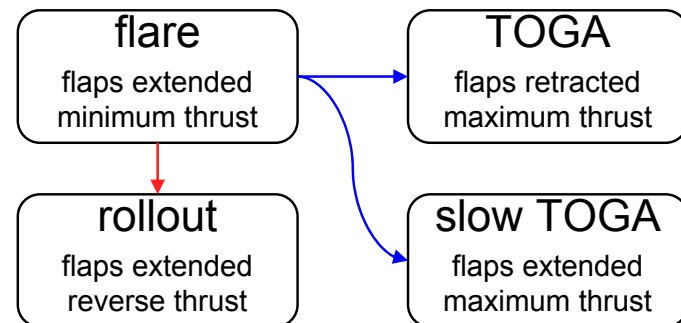 flare
flaps extended
minimum thrust
TOGA
flaps retracted
maximum thrust
rollout
flaps extended
reverse thrust
slow TOGA
flaps extended
maximum thrust